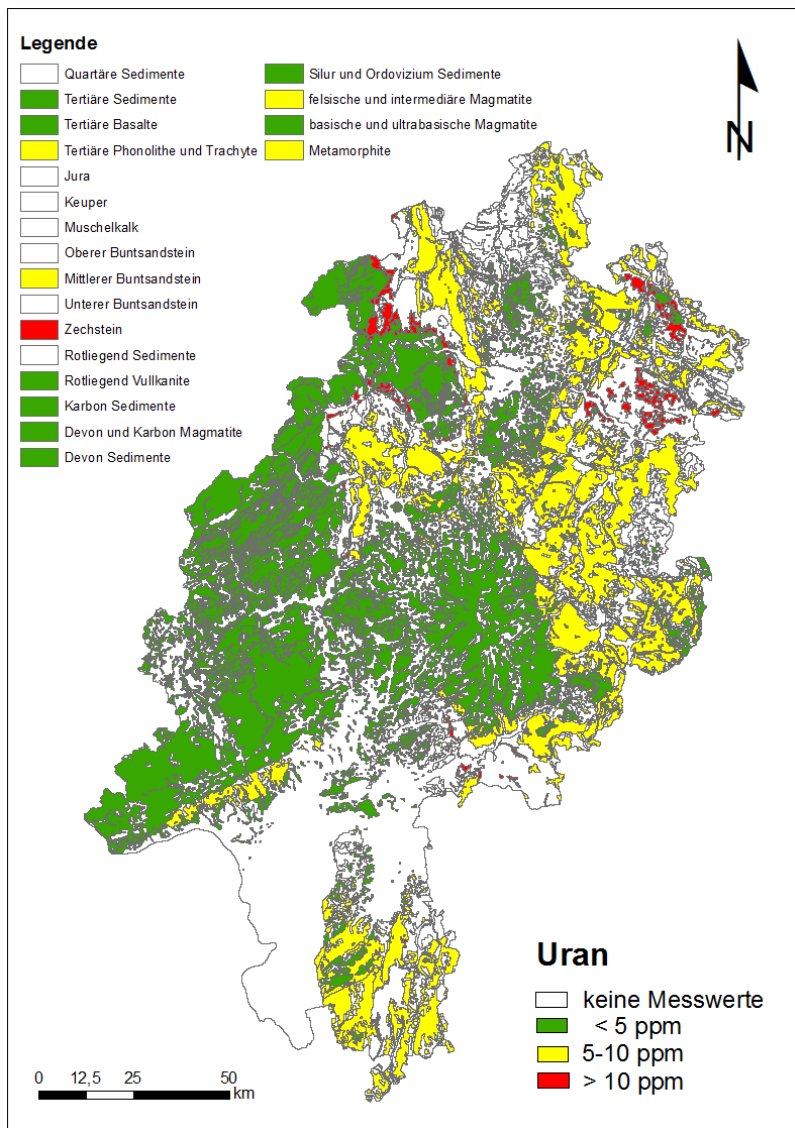 Legende
Quartäre Sedimente
Tertiäre Sedimente
Tertiäre Basalte
Tertiäre Phonolithe und Trachyte
Jura
Keuper
Muschelkalk
Oberer Buntsandstein
Mittlerer Buntsandstein
Unterer Buntsandstein
Zechstein
Rotliegend Sedimente
Rotliegend Vullkanite
Karbon Sedimente
Devon und Karbon Magmatite
Devon Sedimente
Silur und Ordovizium Sedimente
felsische und intermediäre Magmatite
basische und ultrabasische Magmatite
Metamorphite
N
Uran
keine Messwerte
< 5 ppm
5-10 ppm
> 10 ppm
0 12,5 25 50
km